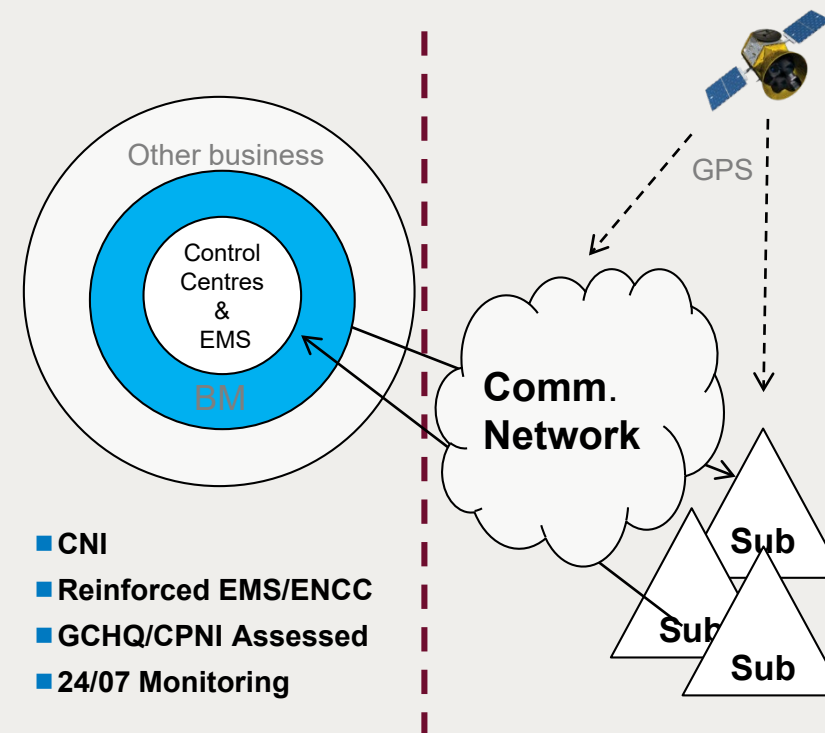 Other business
Control
Centres
&
EMS
BM
GPS
Comm.
Network
Sub
Sub
Sub
CNI
Reinforced EMS/ENCC
GCHQ/CPNI Assessed
24/07 Monitoring